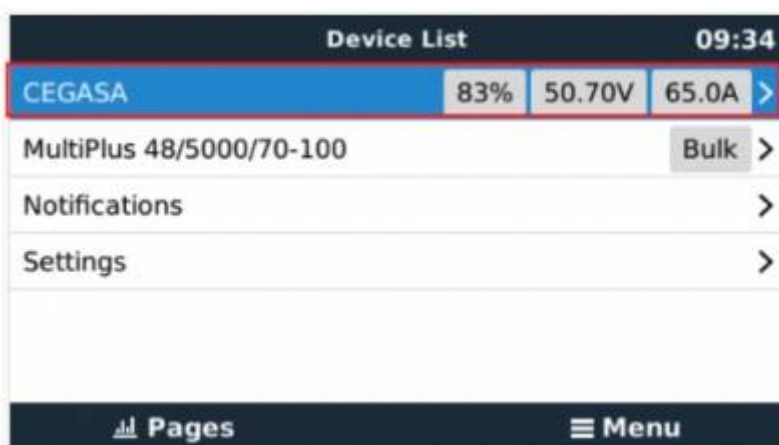 Device List 09:34
CEGASA 83% 50.70V 65.0A
MultiPlus 48/5000/70-100 Bulk
Notifications
Settings
Pages Menu